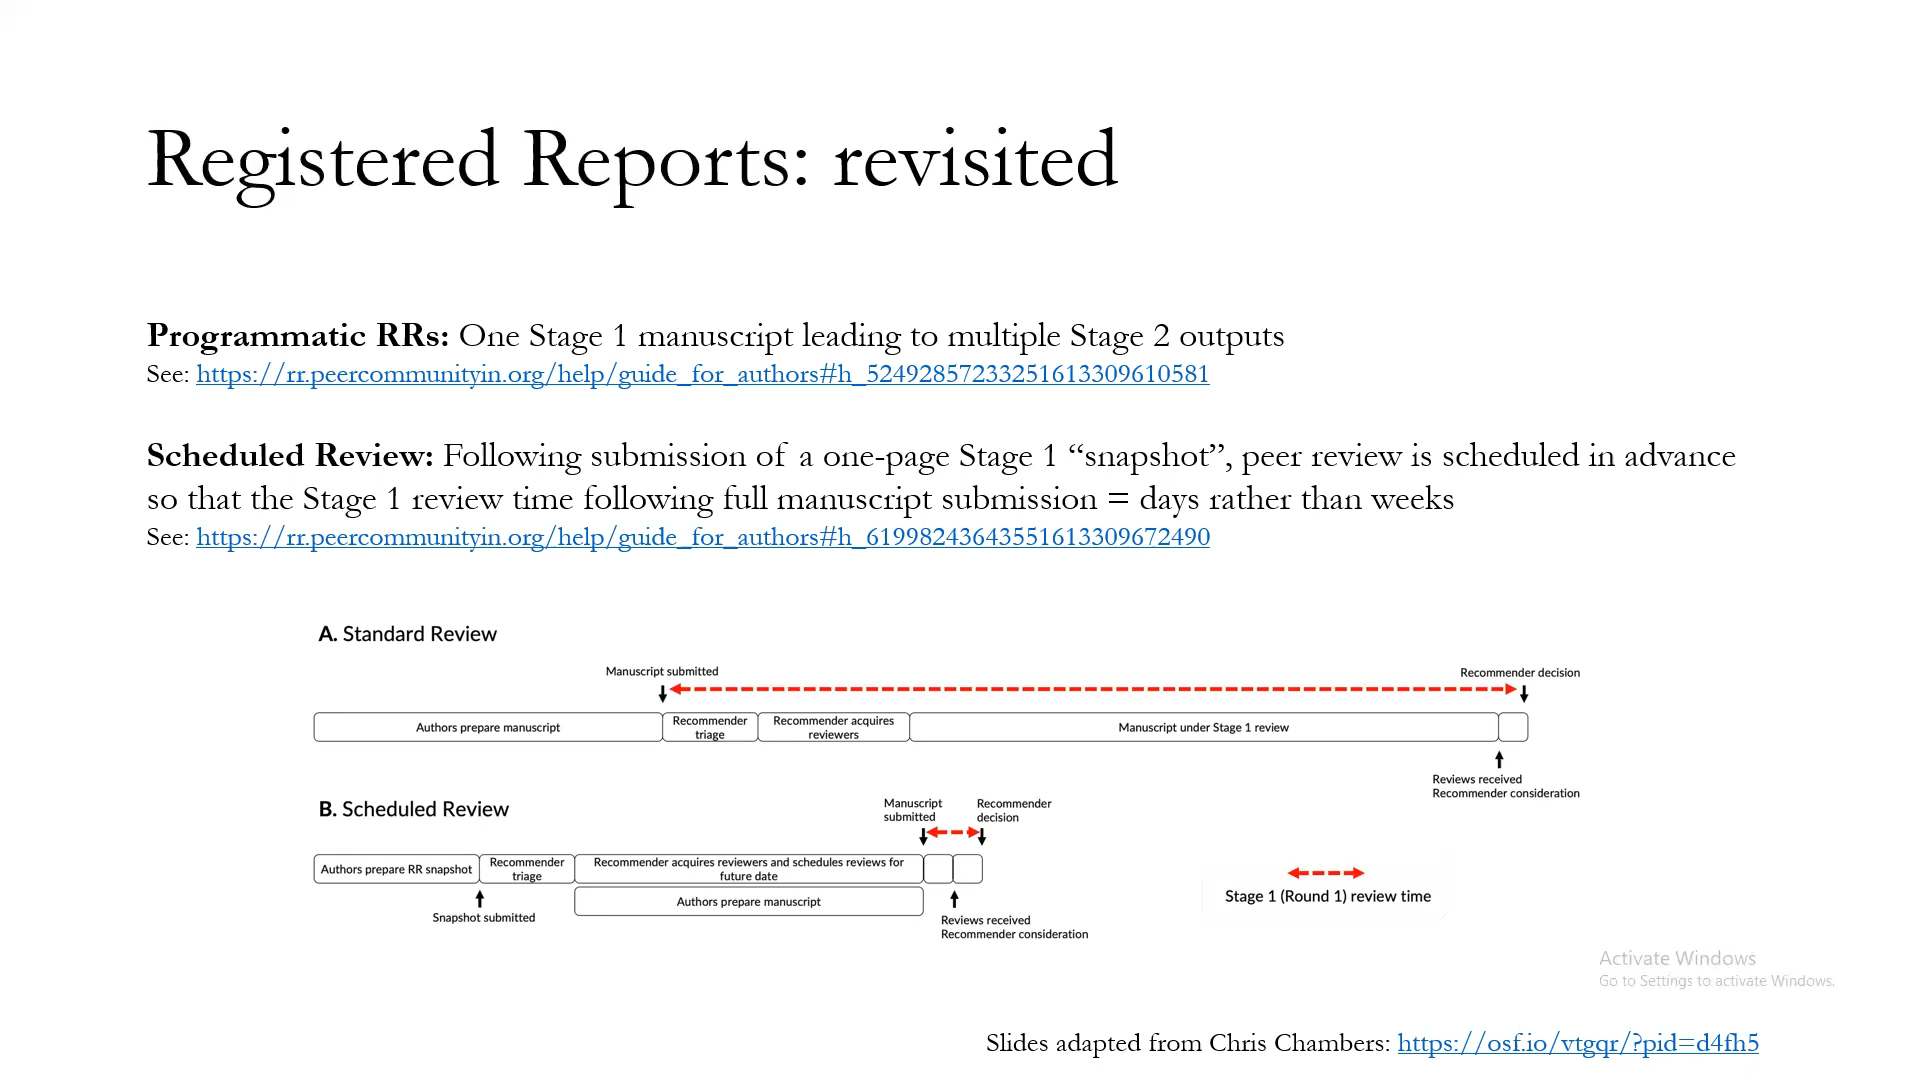 Registered Reports: revisited
Programmatic RRs: One Stage 1 manuscript leading to multiple Stage 2 outputs
See: https://rr.peercommunityin.org/help/guide_for_authors#h_52492857233251613309610581
Scheduled Review: Following submission of a one-page Stage 1 “snapshot”, peer review is scheduled in advance
so that the Stage 1 review time following full manuscript submission = days rather than weeks
See: https://rr.peercommunityin.org/help/guide_for_authors#h_61998243643551613309672490
A. Standard Review
Manuscript submitted
Recommender decision
Authors prepare manuscript
Recommender
triage
Recommender acquires
reviewers
Manuscript under Stage 1 review
Reviews received
Recommender consideration
B. Scheduled Review
Manuscript
submitted
Recommender
decision
Authors prepare RR snapshot
Recommender
triage
Recommender acquires reviewers and schedules reviews for
future date
Authors prepare manuscript
Snapshot submitted
Reviews received
Recommender consideration
Stage 1 (Round 1) review time
Activate Windows
Go to Settings to activate Windows.
Slides adapted from Chris Chambers: https://osf.io/vtgqr/?pid=d4fh5